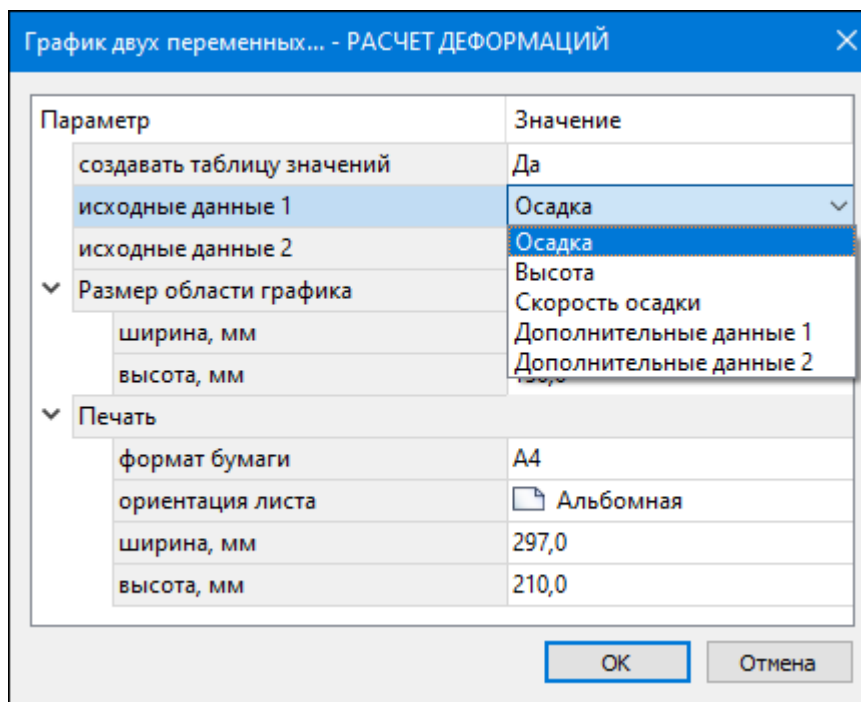 График двух переменных... - РАСЧЕТ ДЕФОРМАЦИЙ
Параметр Значение
создавать таблицу значений Да
исходные данные 1 Осадка
исходные данные 2 Осадка
Высота
Размер области графика Скорость осадки
ширина, мм Дополнительные данные 1
высота, мм Дополнительные данные 2
Печать
формат бумаги A4
ориентация листа Альбомная
ширина, мм 297,0
высота, мм 210,0
OK Отмена